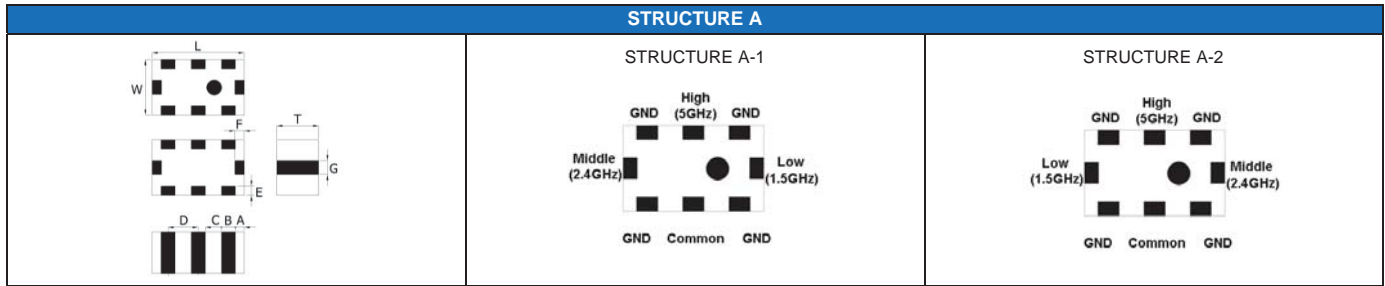 STRUCTURE A
L
W
F
T
G
E
D C B A
STRUCTURE A-1
High
GND (5GHz) GND
Middle
(2.4GHz)
Low
(1.5GHz)
GND Common GND
STRUCTURE A-2
High
GND (5GHz) GND
Low
(1.5GHz)
Middle
(2.4GHz)
GND Common GND